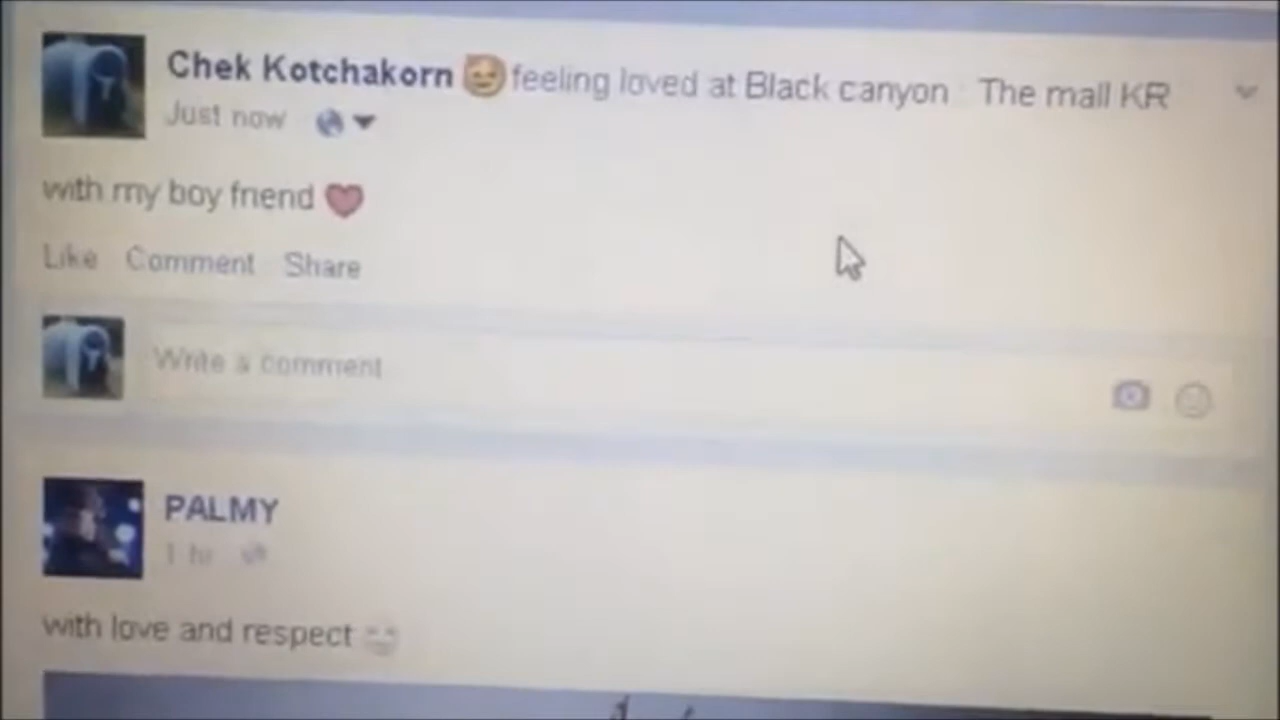 Chek Kotchakorn feeling loved at Black canyon The mall KR
Just now
with my boy friend
Like Comment Share
Write a comment
PALMY
1 hr
with love and respect